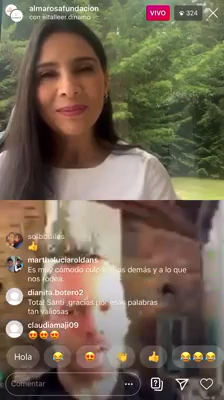 almarosafundacion
con eltalleer.dinamo
VIVO
324
solbouiles
marthaluciaroldans
Es muy cómodo culpar a los demás y a lo que
nos rodea.
dianita.botero2
Total Santi ,gracias por esas palabras
tan valiosas
claudiamaji09
Hola
Comentar